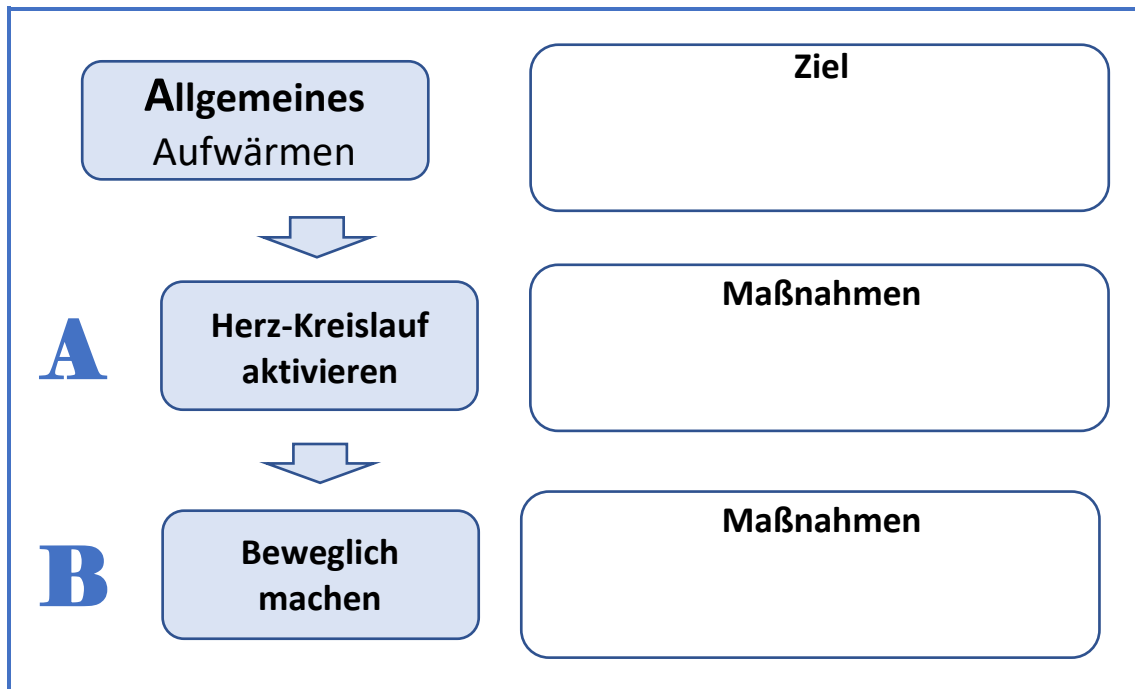 Allgemeines
Aufwärmen
Ziel
A
Herz-Kreislauf
aktivieren
Maßnahmen
B
Beweglich
machen
Maßnahmen